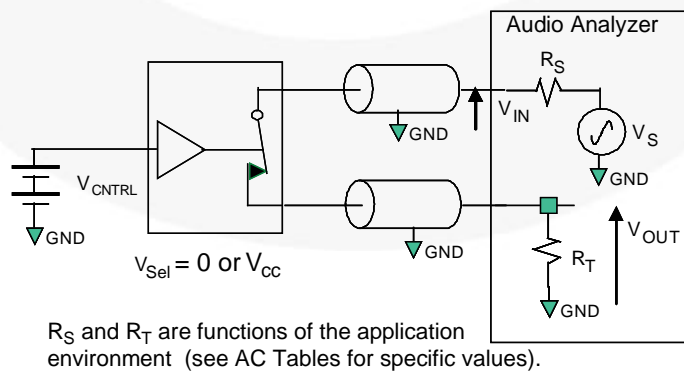 Audio Analyzer
R_S
V_IN
GND
V_S
GND
V_CNTRL
GND
GND
V_OUT
V_Sel = 0 or V_cc
R_T
GND
R_S and R_T are functions of the application
environment (see AC Tables for specific values).